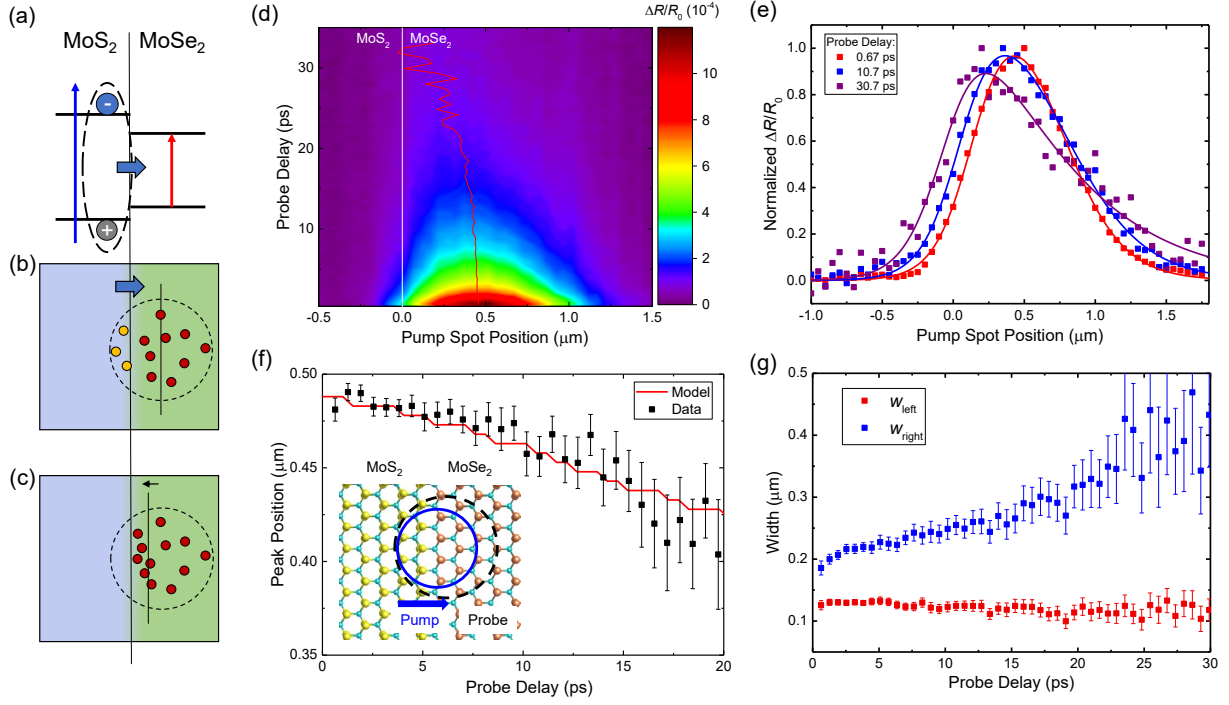 (a)
MoS2 MoSe2
-
+
(b)
(c)
(d)
ΔR/R0 (10-4)
MoS2 MoSe2
Probe Delay (ps)
30
20
10
-0.5 0.0 0.5 1.0 1.5
Pump Spot Position (μm)
10
8
6
4
2
0
(e)
Probe Delay:
0.67 ps
10.7 ps
30.7 ps
Normalized ΔR/R0
1.0
0.8
0.6
0.4
0.2
0.0
-1.0 -0.5 0.0 0.5 1.0 1.5
Pump Spot Position (μm)
(f)
Model
Data
Peak Position (μm)
0.50
0.45
0.40
0.35
MoS2 MoSe2
Pump Probe
0 5 10 15 20
Probe Delay (ps)
(g)
wleft
wright
Width (μm)
0.5
0.4
0.3
0.2
0.1
0 5 10 15 20 25 30
Probe Delay (ps)